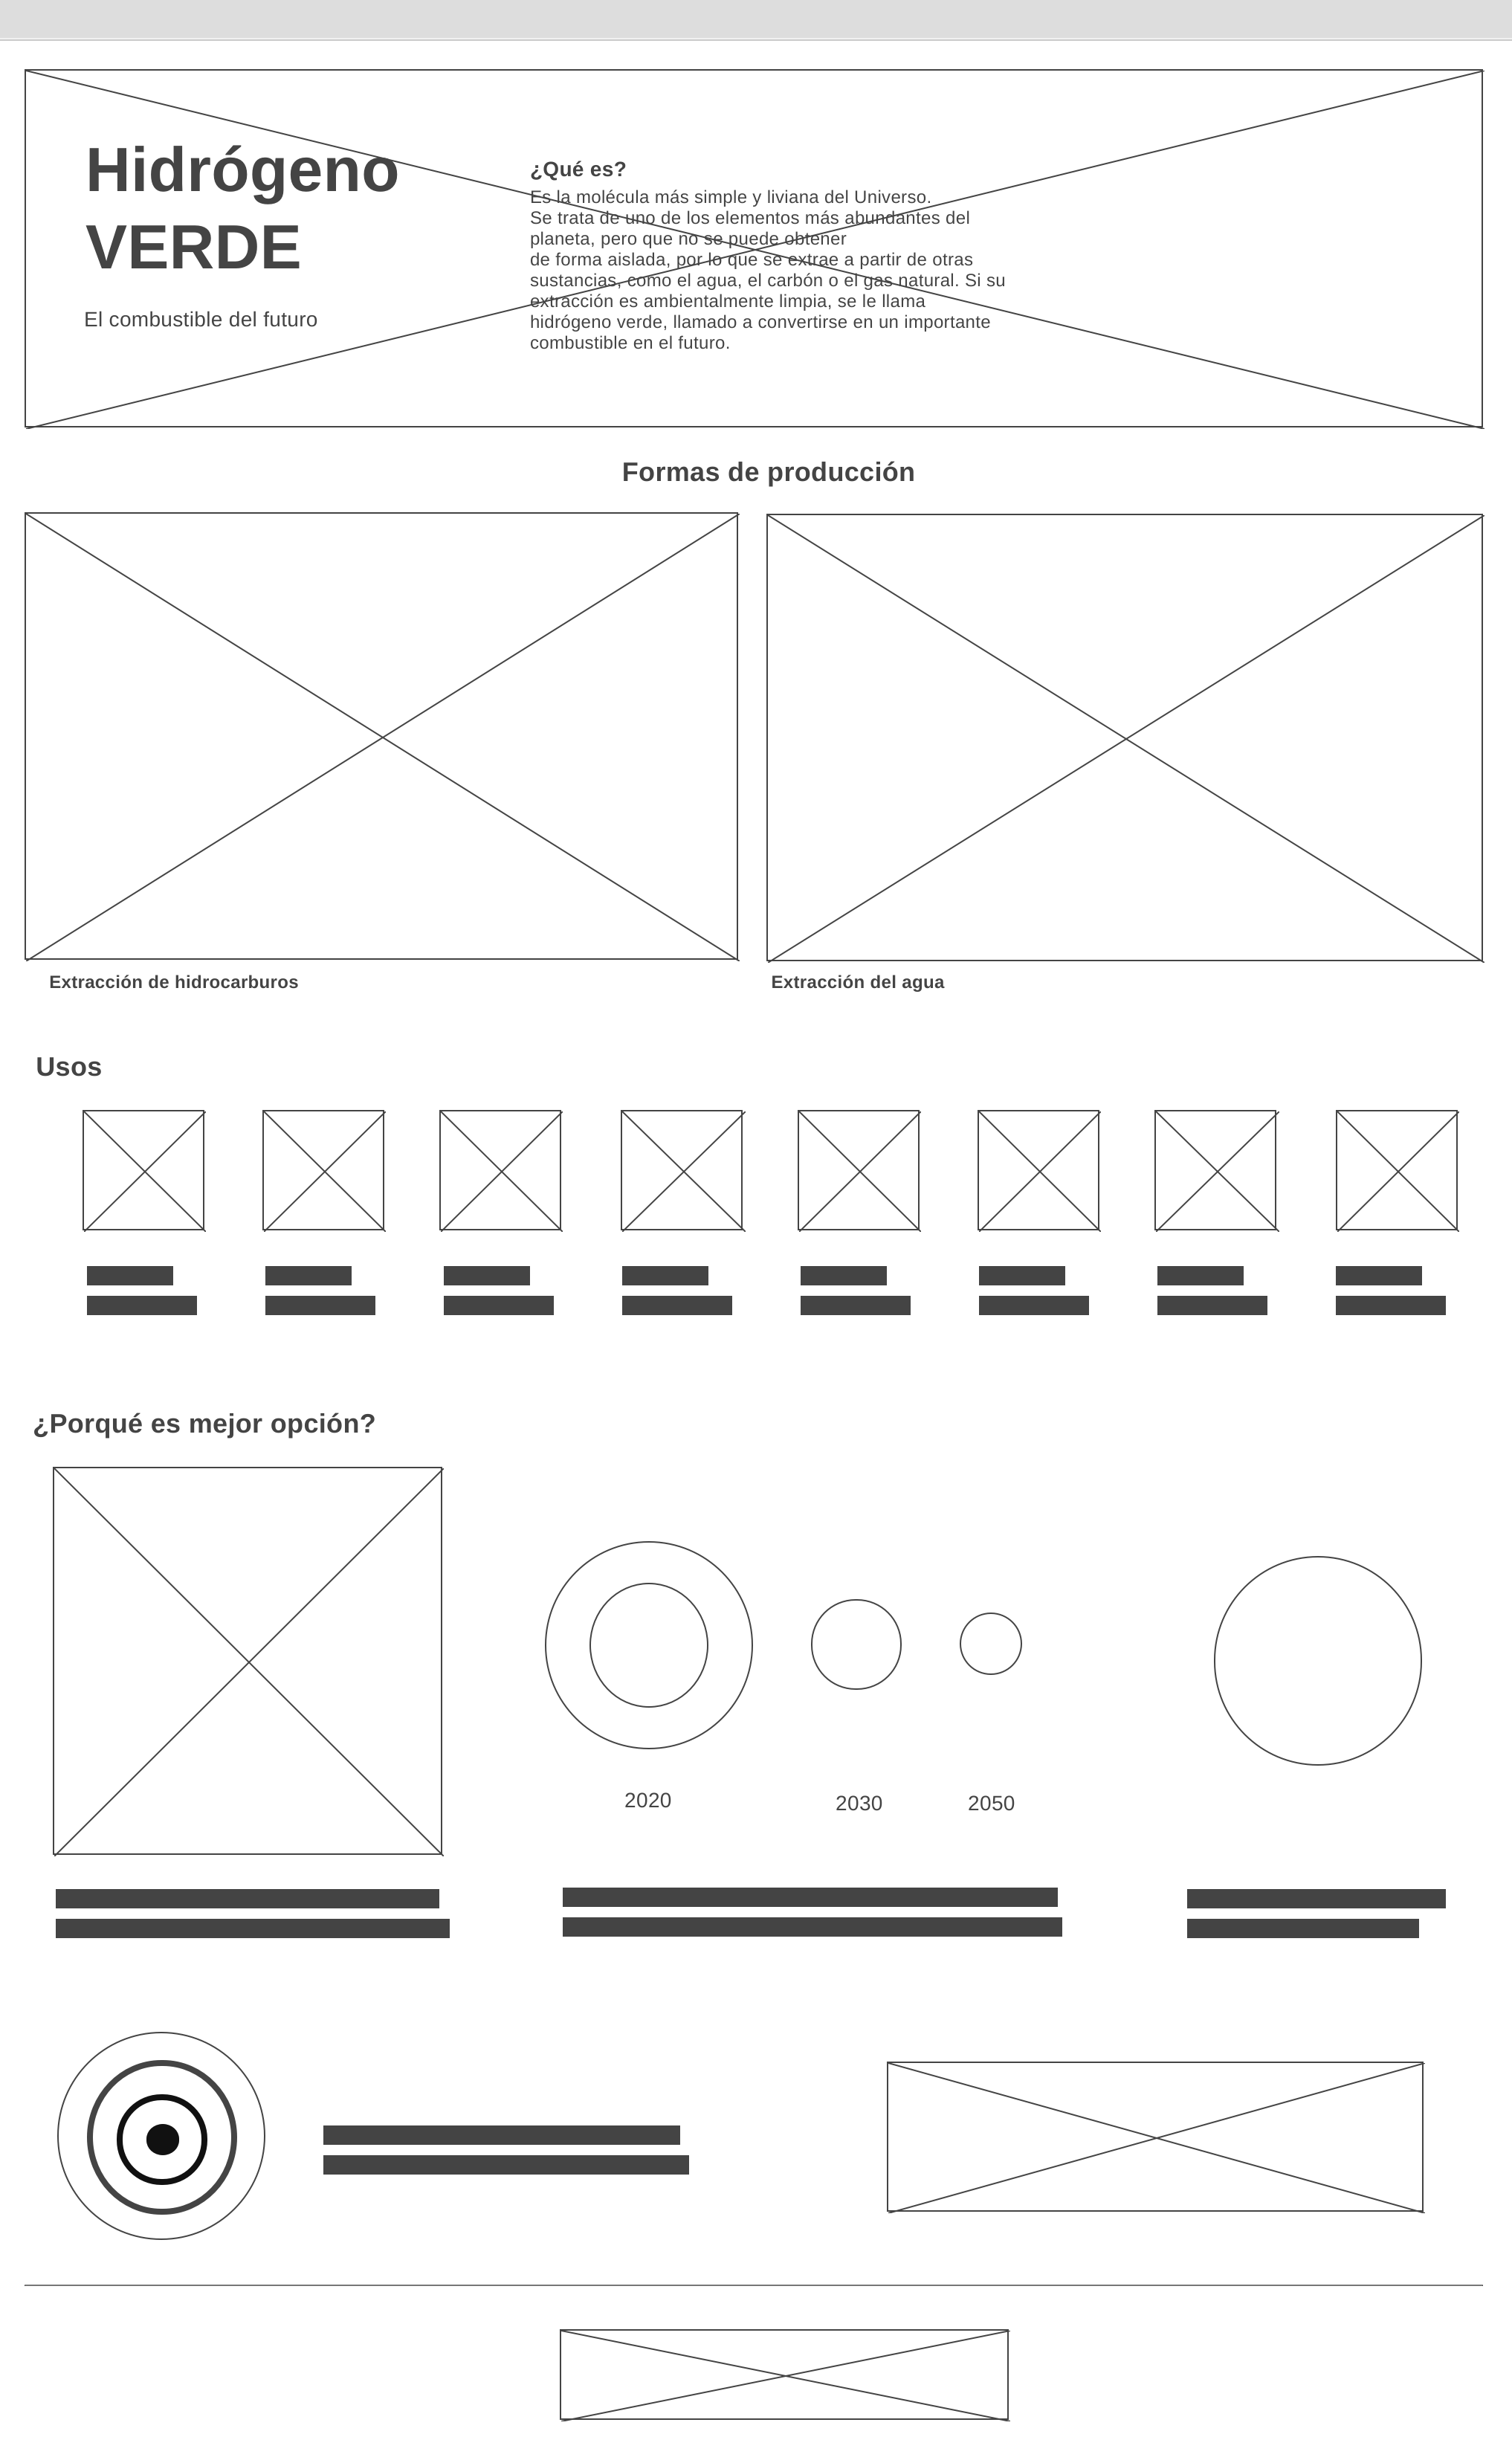 Hidrógeno
VERDE
El combustible del futuro
¿Qué es?
Es la molécula más simple y liviana del Universo.
Se trata de uno de los elementos más abundantes del
planeta, pero que no se puede obtener
de forma aislada, por lo que se extrae a partir de otras
sustancias, como el agua, el carbón o el gas natural. Si su
extracción es ambientalmente limpia, se le llama
hidrógeno verde, llamado a convertirse en un importante
combustible en el futuro.
Formas de producción
Extracción de hidrocarburos
Extracción del agua
Usos
¿Porqué es mejor opción?
2020
2030
2050